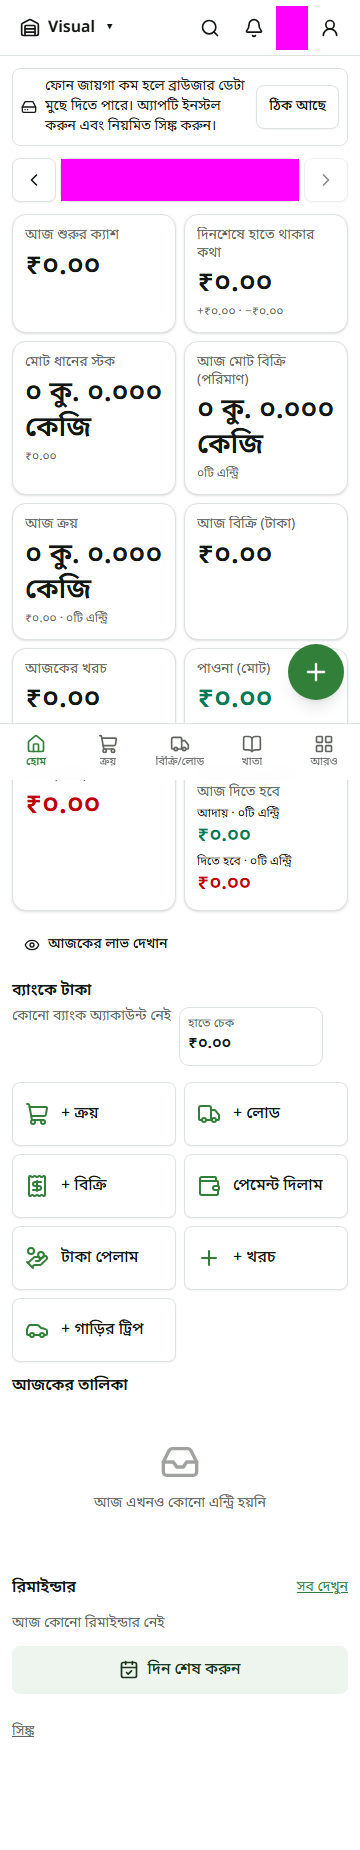 Visual ▼
ফোন জায়গা কম হলে ব্রাউজার ডেটা
মুছে দিতে পারে। অ্যাপটি ইনস্টল
করুন এবং নিয়মিত সিঙ্ক করুন।
ঠিক আছে
আজ শুরুর ক্যাশ
₹০.০০
দিনশেষে হাতে থাকার
কথা
₹০.০০
+₹০.০০ · −₹০.০০
মোট ধানের স্টক
০ কু. ০.০০০
কেজি
₹০.০০
আজ মোট বিক্রি
(পরিমাণ)
০ কু. ০.০০০
কেজি
০টি এন্ট্রি
আজ ক্রয়
০ কু. ০.০০০
কেজি
₹০.০০ · ০টি এন্ট্রি
আজ বিক্রি (টাকা)
₹০.০০
আজকের খরচ
₹০.০০
পাওনা (মোট)
₹০.০০
হোম
ক্রয়
বিক্রি/লোড
খাতা
আরও
₹০.০০
আজ দিতে হবে
আদায় · ০টি এন্ট্রি
₹০.০০
দিতে হবে · ০টি এন্ট্রি
₹০.০০
আজকের লাভ দেখান
ব্যাংকে টাকা
কোনো ব্যাংক অ্যাকাউন্ট নেই
হাতে চেক
₹০.০০
+ ক্রয়
+ লোড
+ বিক্রি
পেমেন্ট দিলাম
টাকা পেলাম
+ খরচ
+ গাড়ির ট্রিপ
আজকের তালিকা
আজ এখনও কোনো এন্ট্রি হয়নি
রিমাইন্ডার
সব দেখুন
আজ কোনো রিমাইন্ডার নেই
দিন শেষ করুন
সিঙ্ক